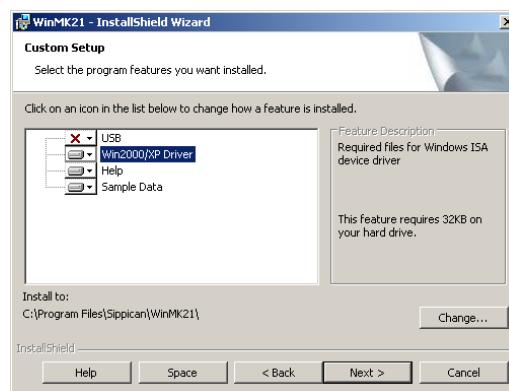 WinMK21 - InstallShield Wizard
Custom Setup
Select the program features you want installed.
Click on an icon in the list below to change how a feature is installed.
USB
Win2000/XP Driver
Help
Sample Data
Feature Description
Required files for Windows ISA
device driver
This feature requires 32KB on
your hard drive.
Install to:
C:\Program Files\Sippican\WinMK21\
Change...
InstallShield
Help
Space
< Back
Next >
Cancel